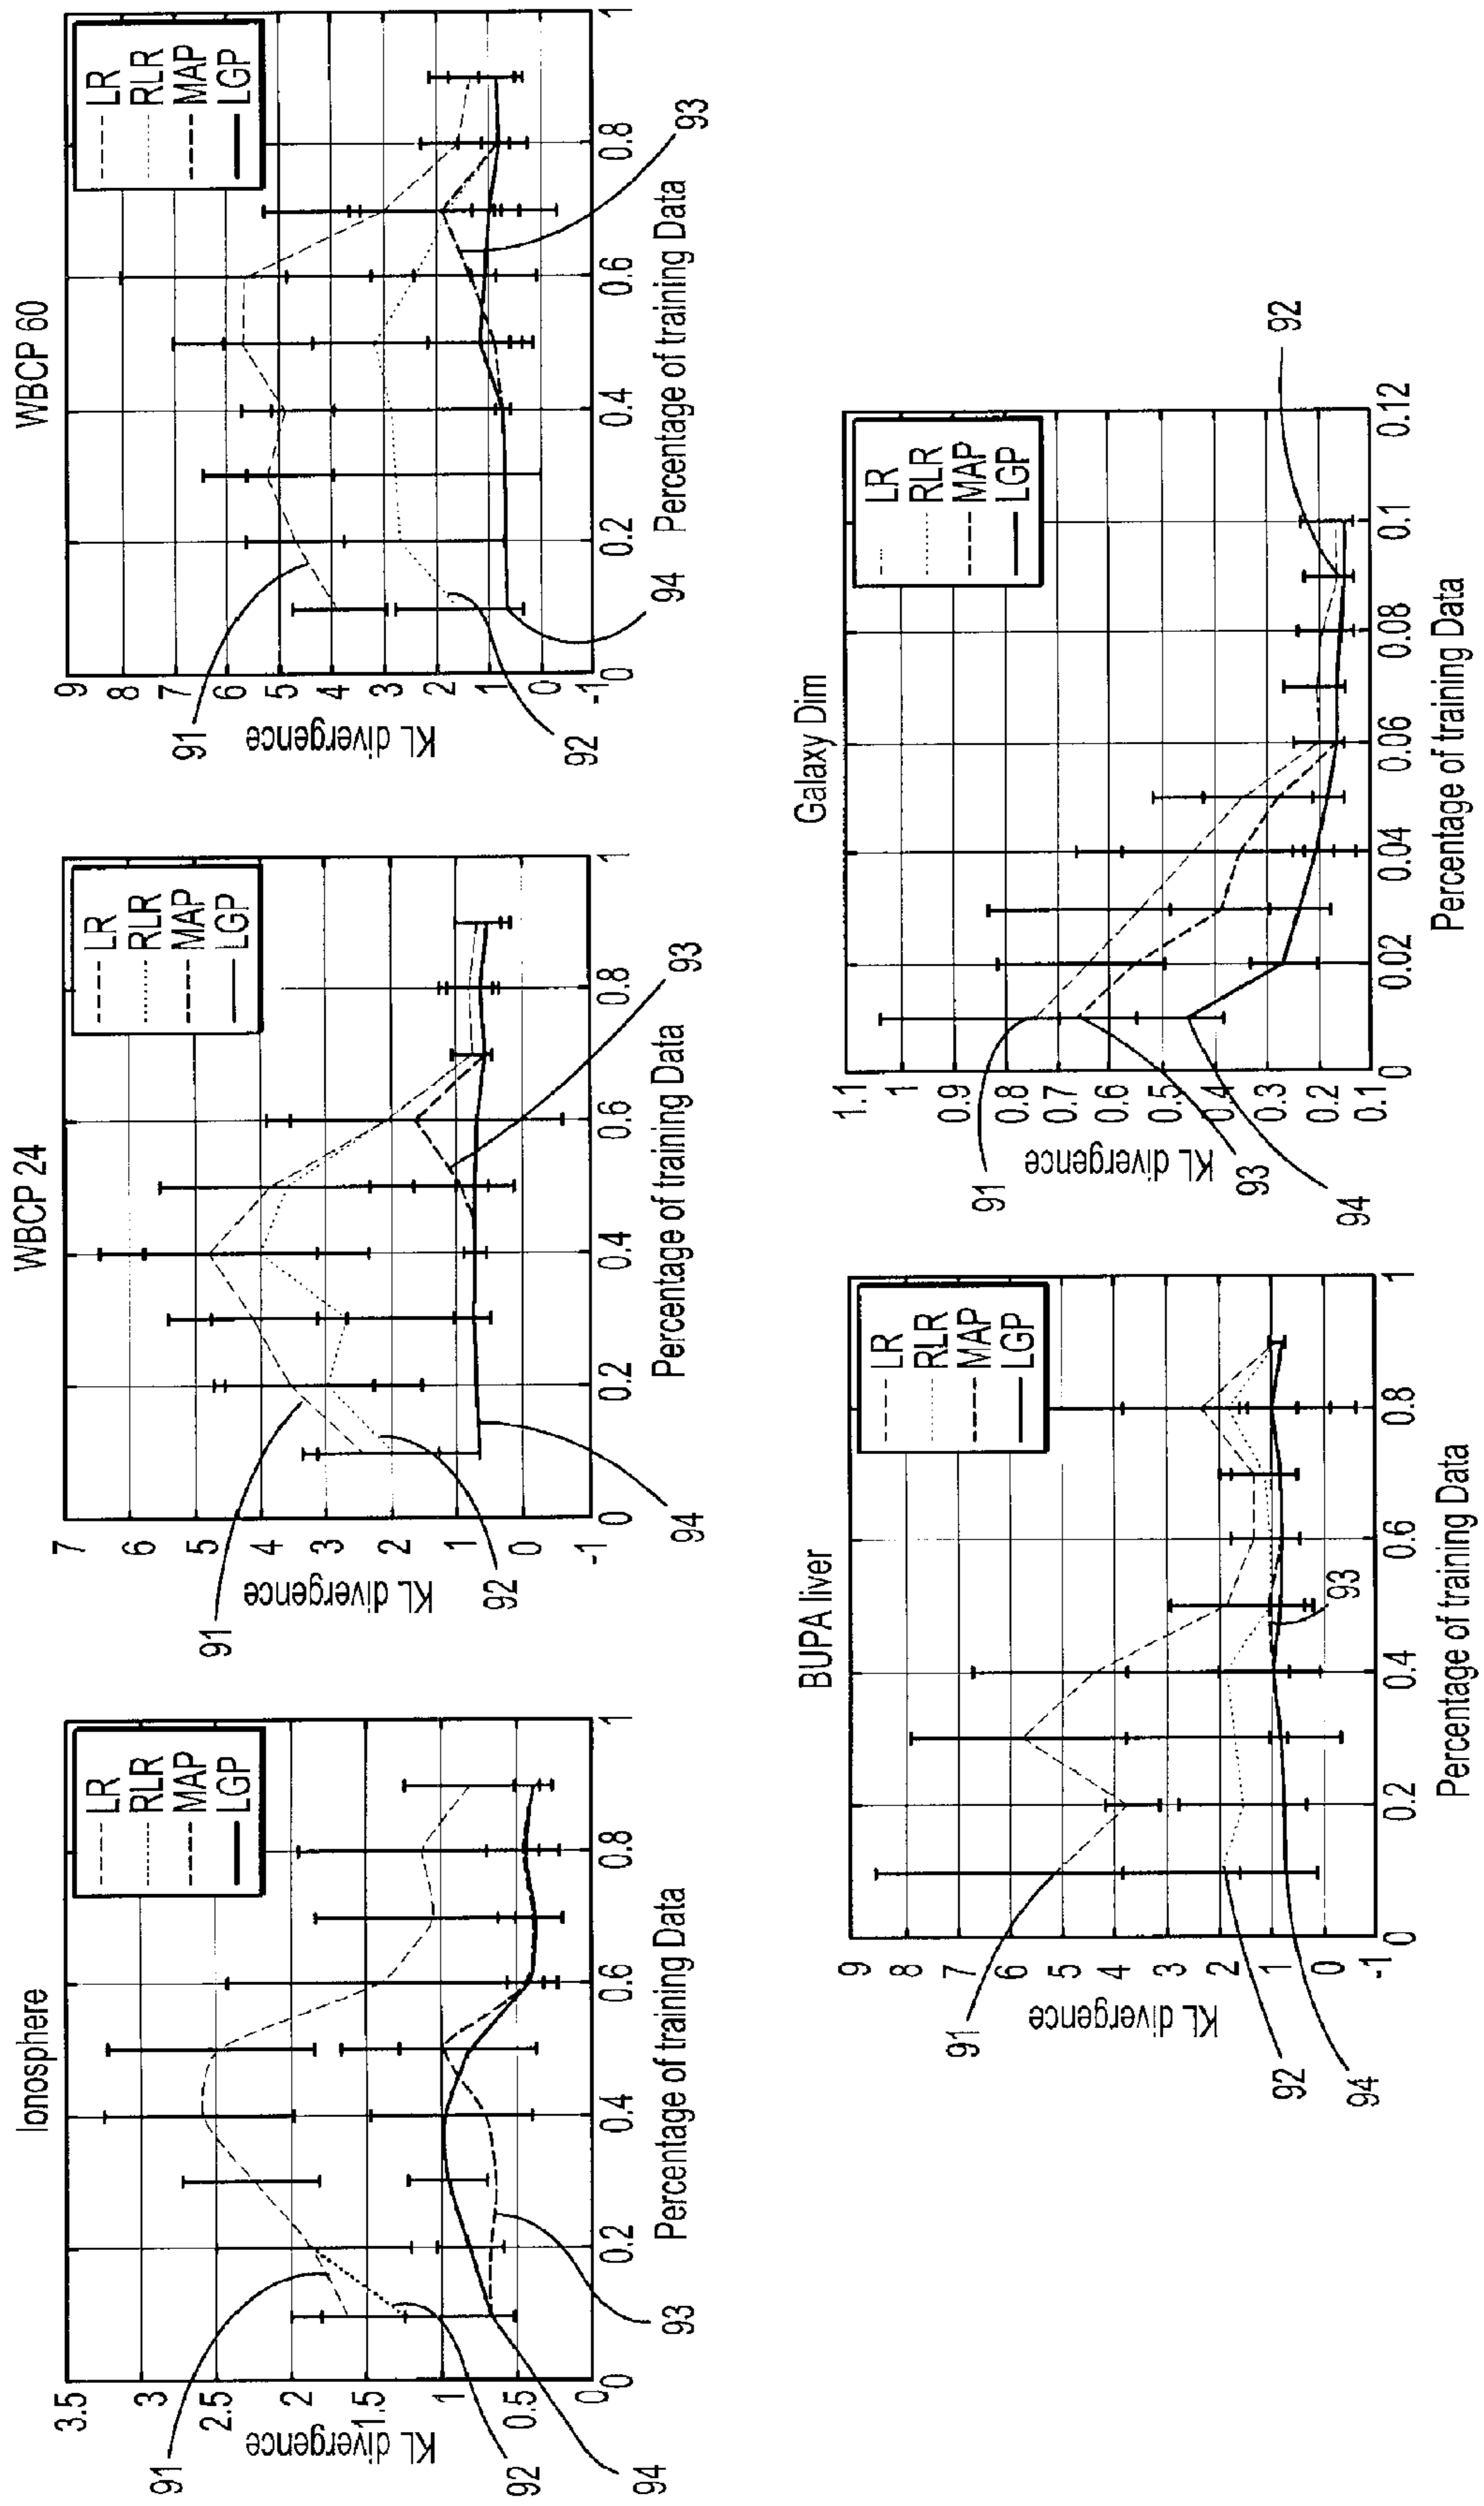 Ionosphere
KL divergence
3.5
3
2.5
2
1.5
1
0.5
0
0
0.2
0.4
0.6
0.8
1
Percentage of training Data
LR
RLR
MAP
LGP
91
92
94
93
WBCP 24
KL divergence
7
6
5
4
3
2
1
0
-1
0
0.2
0.4
0.6
0.8
1
Percentage of training Data
LR
RLR
MAP
LGP
91
92
94
93
WBCP 60
KL divergence
9
8
7
6
5
4
3
2
1
0
-1
0
0.2
0.4
0.6
0.8
1
Percentage of training Data
LR
RLR
MAP
LGP
91
92
94
93
BUPA liver
KL divergence
9
8
7
6
5
4
3
2
1
0
-1
0
0.2
0.4
0.6
0.8
1
Percentage of training Data
LR
RLR
MAP
LGP
91
92
94
93
Galaxy Dim
KL divergence
1.1
1
0.9
0.8
0.7
0.6
0.5
0.4
0.3
0.2
0.1
0
0.02
0.04
0.06
0.08
0.1
0.12
Percentage of training Data
LR
RLR
MAP
LGP
91
93
94
92